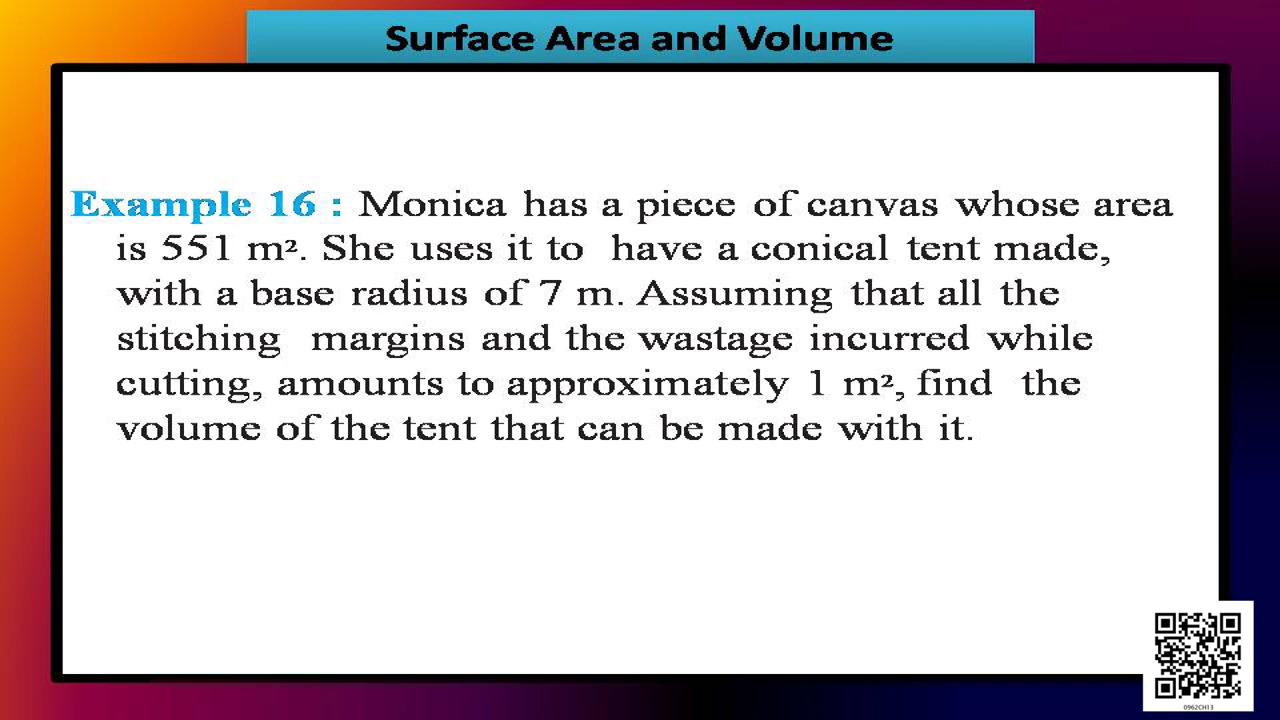 Surface Area and Volume
Example 16 : Monica has a piece of canvas whose area
is 551 m². She uses it to have a conical tent made,
with a base radius of 7 m. Assuming that all the
stitching margins and the wastage incurred while
cutting, amounts to approximately 1 m², find the
volume of the tent that can be made with it.
0962CH13